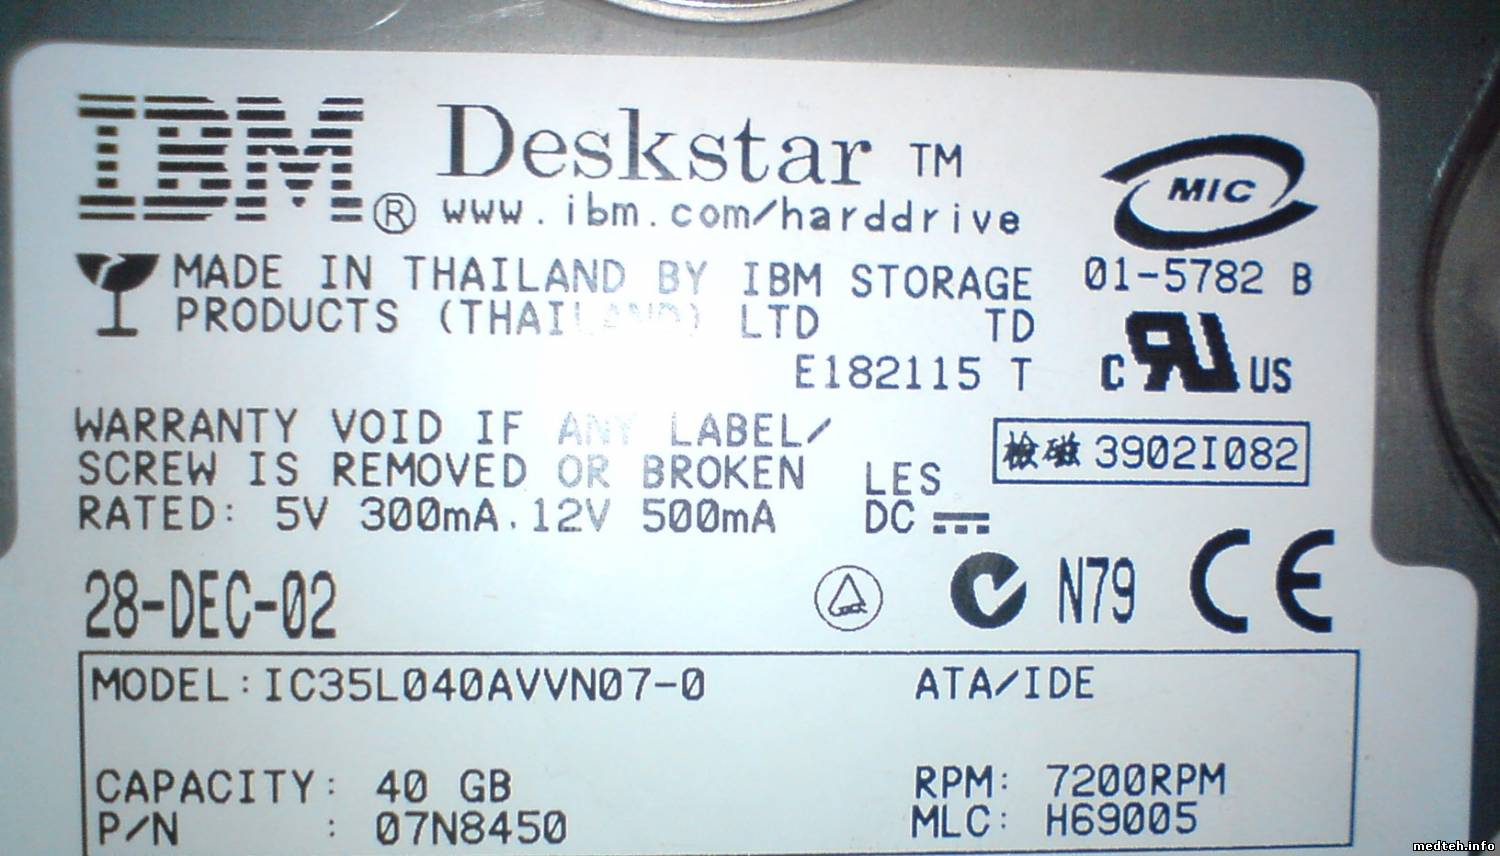 IBM® Deskstar ™
www.ibm.com/harddrive
MIC
01-5782 B
MADE IN THAILAND BY IBM STORAGE
PRODUCTS (THAILAND) LTD TD
E182115 T
C UL US
WARRANTY VOID IF ANY LABEL/
SCREW IS REMOVED OR BROKEN
RATED: 5V 300mA. 12V 500mA
LES
DC
檢磁 3902I082
28-DEC-02
N79 CE
MODEL: IC35L040AVVN07-0 ATA/IDE
CAPACITY: 40 GB RPM: 7200RPM
P/N : 07N8450 MLC: H69005
medteh.info